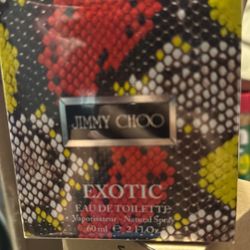 JIMMY CHOO
EXOTIC
EAU DE TOILETTE
Vaporisateur - Natural Spray
60 ml ℮ 2 Fl.Oz.